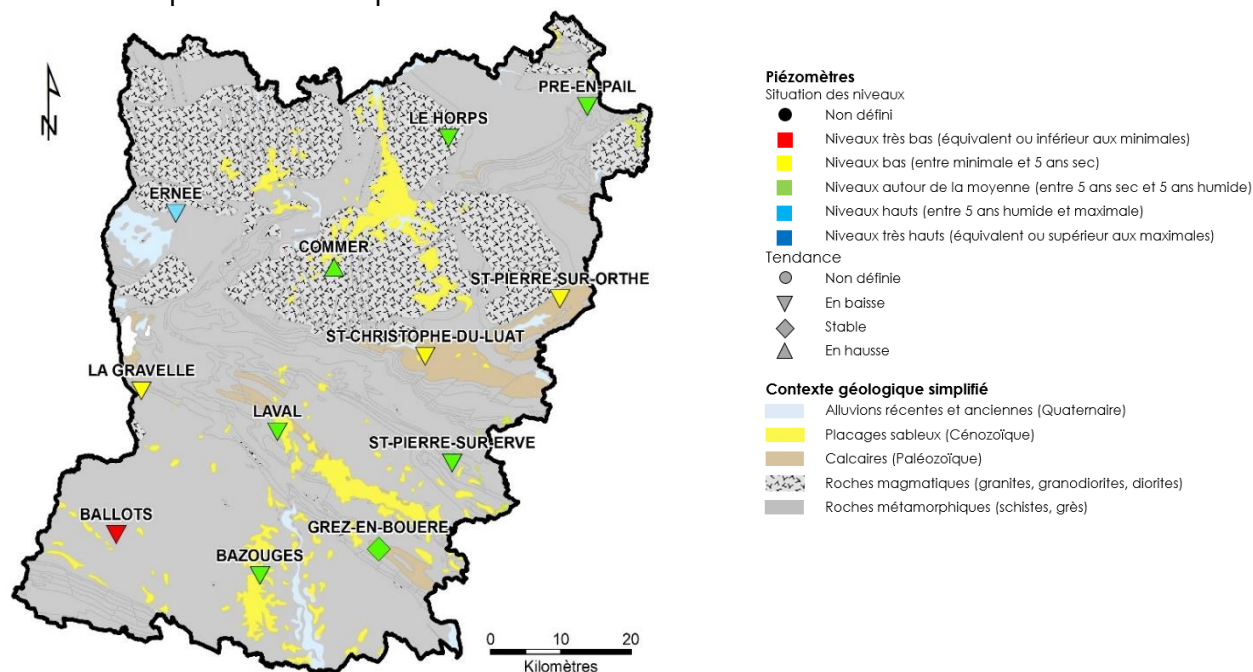 N
PRE-EN-PAIL
LE HORPS
ERNEE
COMMER
ST-PIERRE-SUR-ORTHE
ST-CHRISTOPHE-DU-LUAT
LA GRAVELLE
LAVAL
ST-PIERRE-SUR-ERVE
BALLOTS
GREZ-EN-BOUERE
BAZOUGES
0 10 20
Kilomètres
Piézomètres
Situation des niveaux
Non défini
Niveaux très bas (équivalent ou inférieur aux minimales)
Niveaux bas (entre minimale et 5 ans sec)
Niveaux autour de la moyenne (entre 5 ans sec et 5 ans humide)
Niveaux hauts (entre 5 ans humide et maximale)
Niveaux très hauts (équivalent ou supérieur aux maximales)
Tendance
Non définie
En baisse
Stable
En hausse
Contexte géologique simplifié
Alluvions récentes et anciennes (Quaternaire)
Placages sableux (Cénozoïque)
Calcaires (Paléozoïque)
Roches magmatiques (granites, granodiorites, diorites)
Roches métamorphiques (schistes, grès)